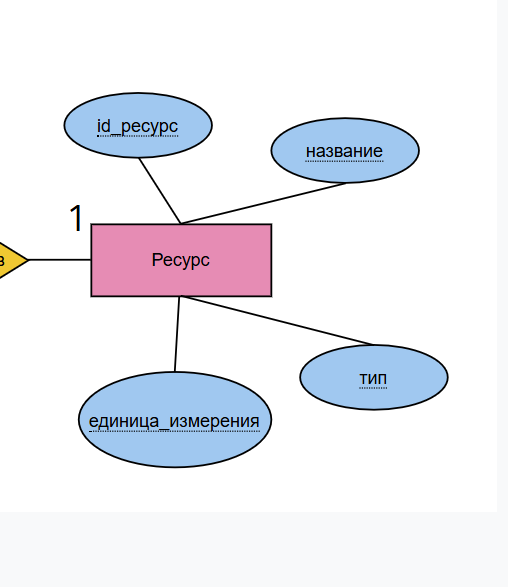 id_ресурс
название
1
в
Ресурс
тип
единица_измерения